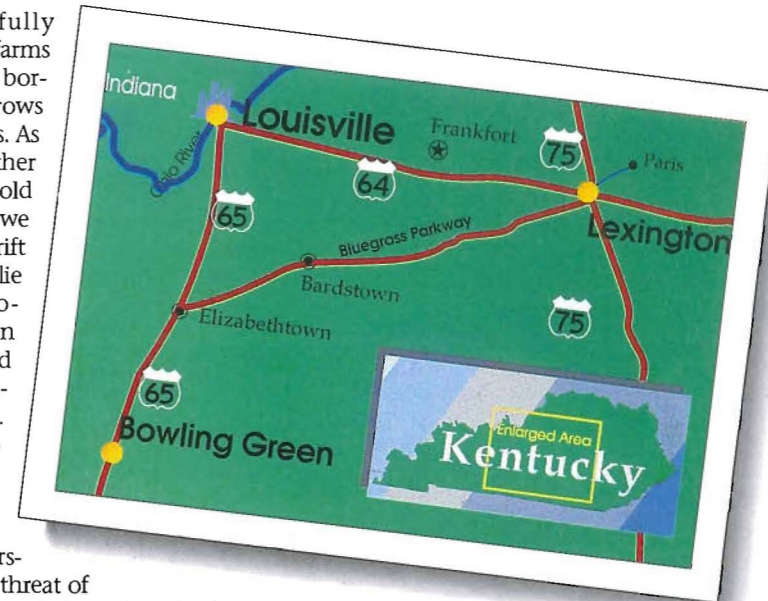 fully
farms
bor-
rows
s. As
ther
old
we
rift
lie
o-
n
d
-
.
rs-
threat of
Indiana
Ohio River
Louisville
Frankfort
64
65
75
Paris
Lexington
Bluegrass Parkway
Bardstown
Elizabethtown
75
65
Bowling Green
Enlarged Area
Kentucky